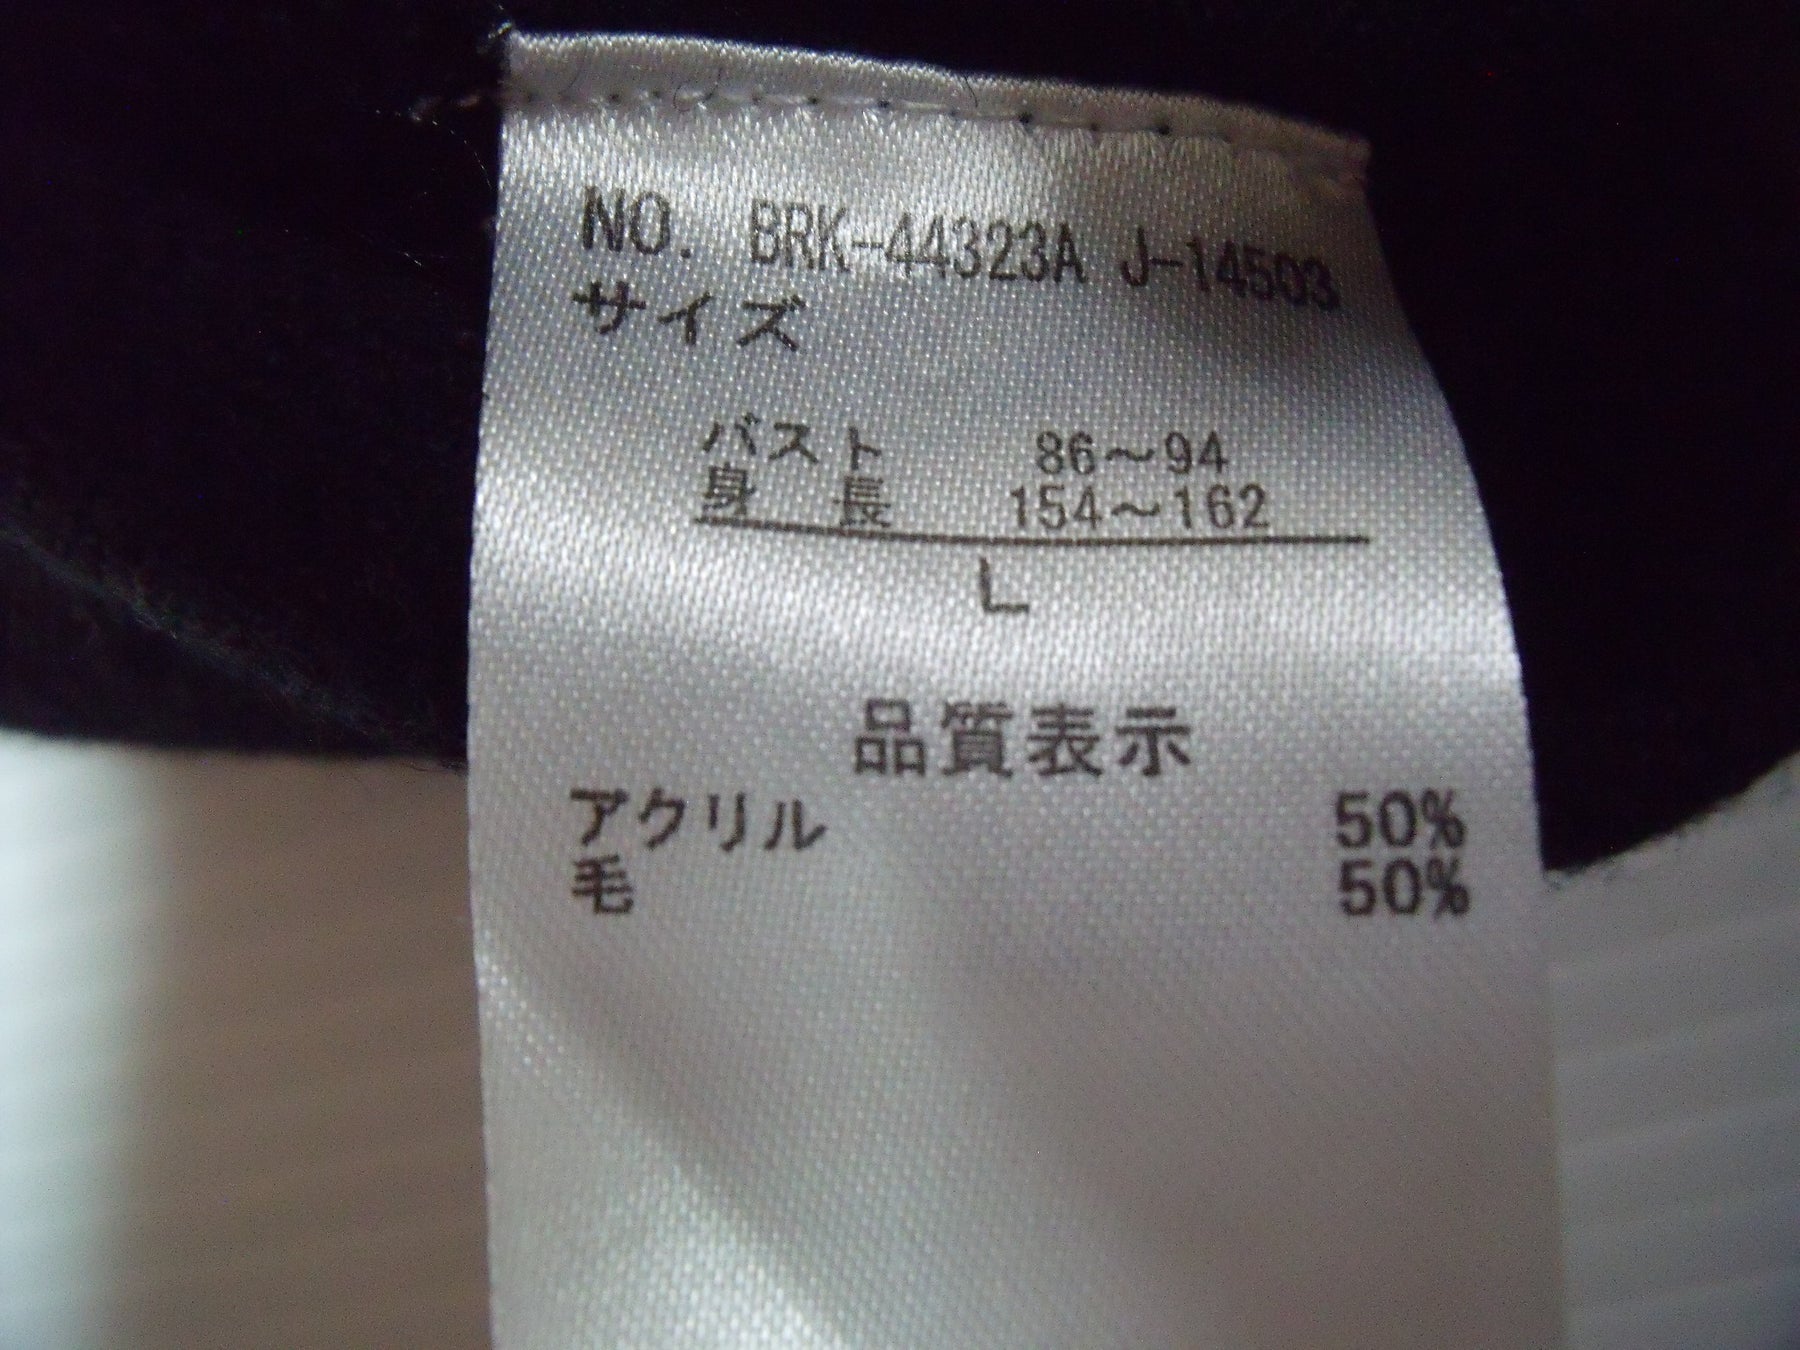 NO. BRK-44323A J-14503
サイズ
バスト 86～94
身 長 154～162
L
品質表示
アクリル 50%
毛 50%